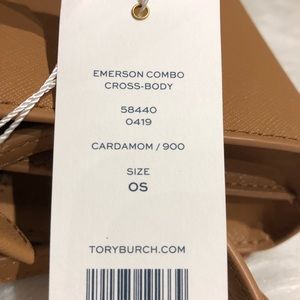 EMERSON COMBO
CROSS-BODY
58440
0419
CARDAMOM / 900
SIZE
OS
TORYBURCH.COM